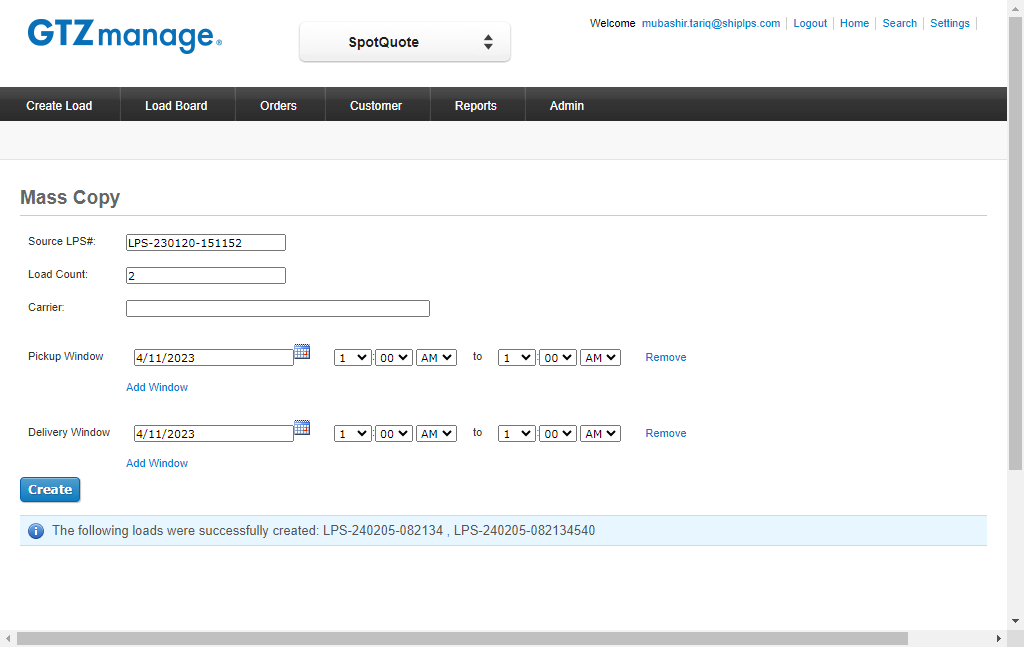 GTZmanage®
SpotQuote
Welcome mubashir.tariq@shiplps.com Logout Home Search Settings
Create Load Load Board Orders Customer Reports Admin
Mass Copy
Source LPS#: LPS-230120-151152
Load Count: 2
Carrier:
Pickup Window 4/11/2023 1 : 00 AM to 1 : 00 AM Remove
Add Window
Delivery Window 4/11/2023 1 : 00 AM to 1 : 00 AM Remove
Add Window
Create
The following loads were successfully created: LPS-240205-082134 , LPS-240205-082134540